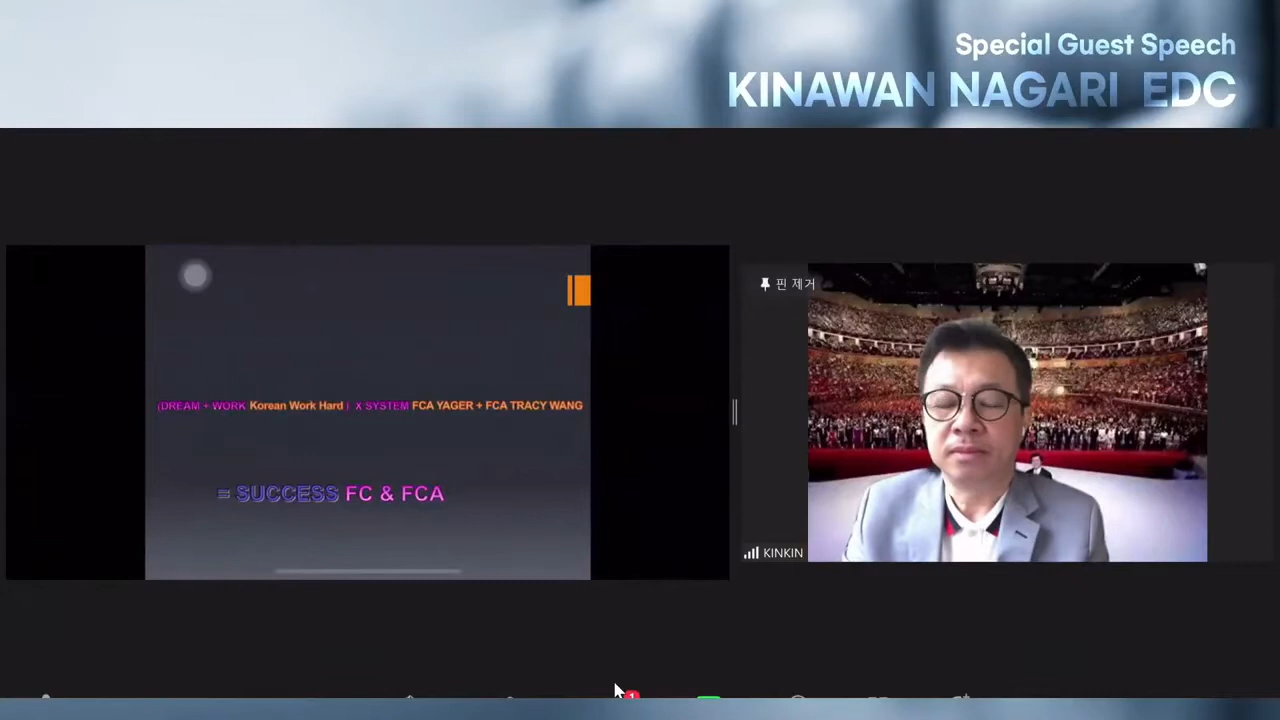 Special Guest Speech
KINAWAN NAGARI EDC
핀 제거
(DREAM + WORK Korean Work Hard ) X SYSTEM FCA YAGER + FCA TRACY WANG
= SUCCESS FC & FCA
KINKIN
1